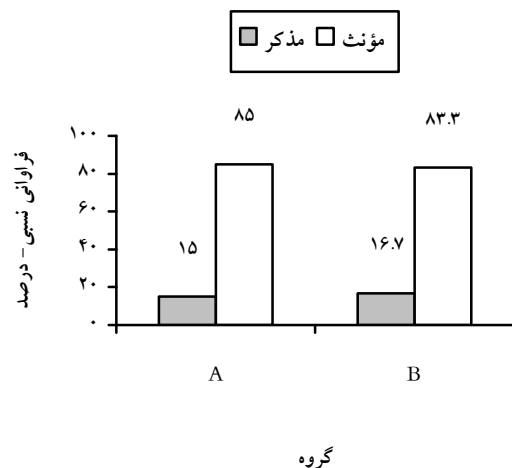 مذکر مؤنث
فراوانی نسبی - درصد
۱۰۰
۸۰
۶۰
۴۰
۲۰
۰
۱۵
۸۵
۱۶.۷
۸۳.۳
A
B
گروه